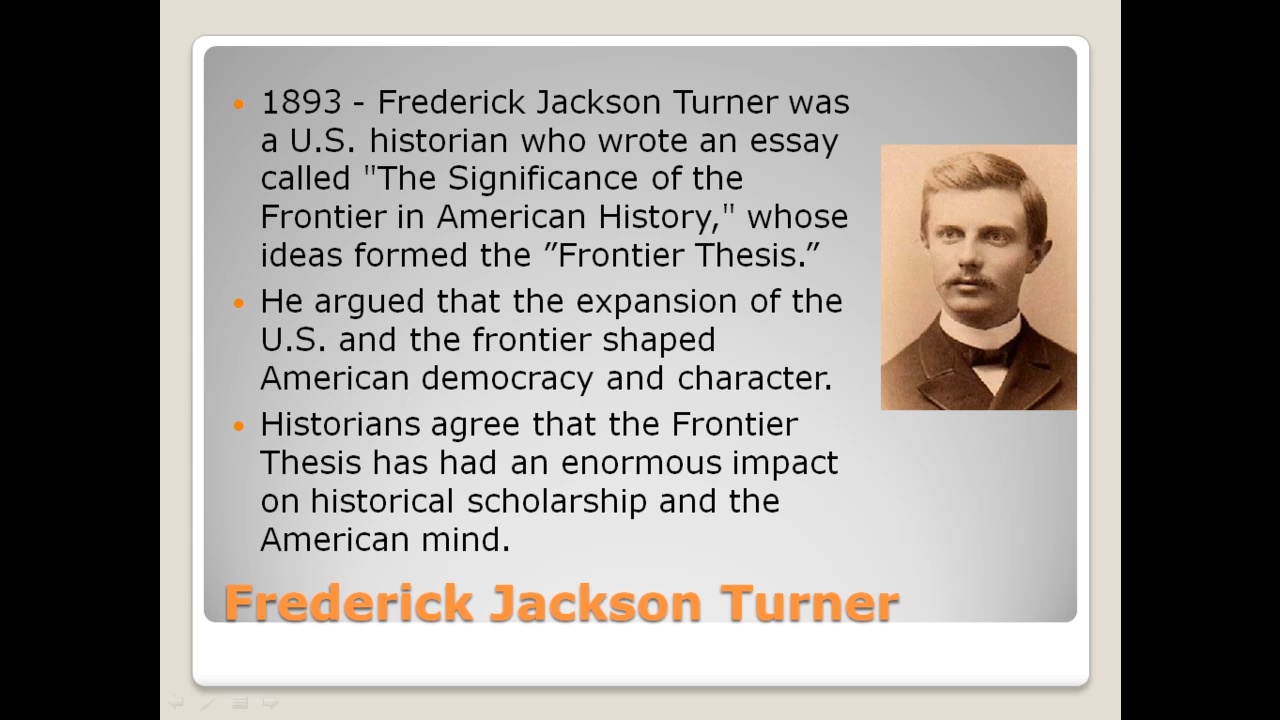 1893 - Frederick Jackson Turner was
a U.S. historian who wrote an essay
called "The Significance of the
Frontier in American History," whose
ideas formed the ”Frontier Thesis.”
He argued that the expansion of the
U.S. and the frontier shaped
American democracy and character.
Historians agree that the Frontier
Thesis has had an enormous impact
on historical scholarship and the
American mind.
Frederick Jackson Turner